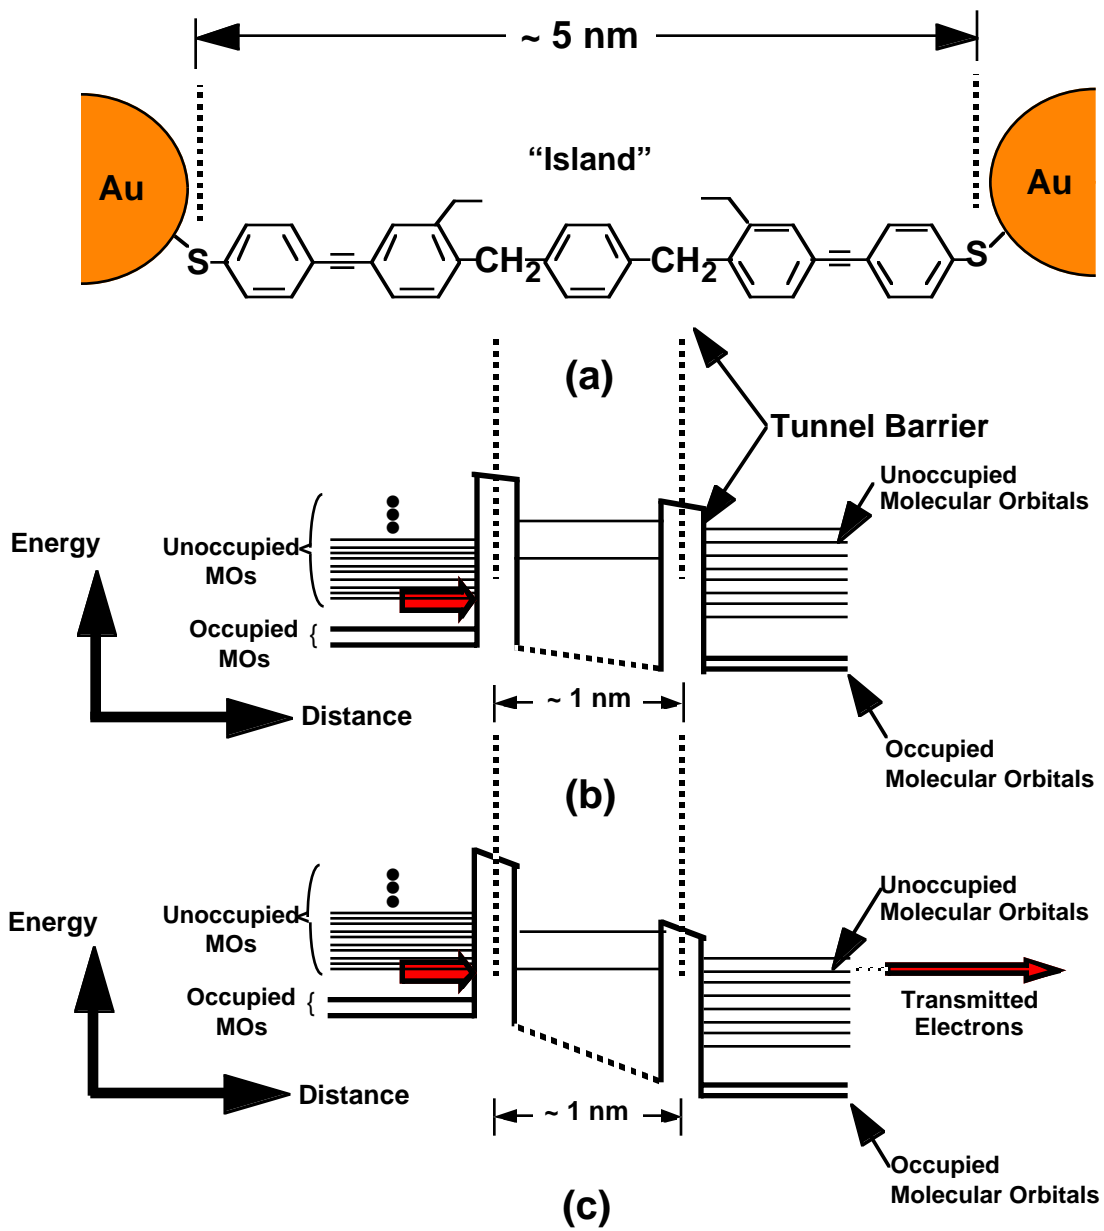 ~ 5 nm
“Island”
Au
Au
S
CH2
CH2
S
(a)
Tunnel Barrier
Unoccupied
Molecular Orbitals
Energy
Unoccupied
MOs
Occupied
MOs
{
~ 1 nm
Distance
Occupied
Molecular Orbitals
(b)
Unoccupied
Molecular Orbitals
Energy
Unoccupied
MOs
Occupied
MOs
{
Transmitted
Electrons
Distance
~ 1 nm
Occupied
Molecular Orbitals
(c)